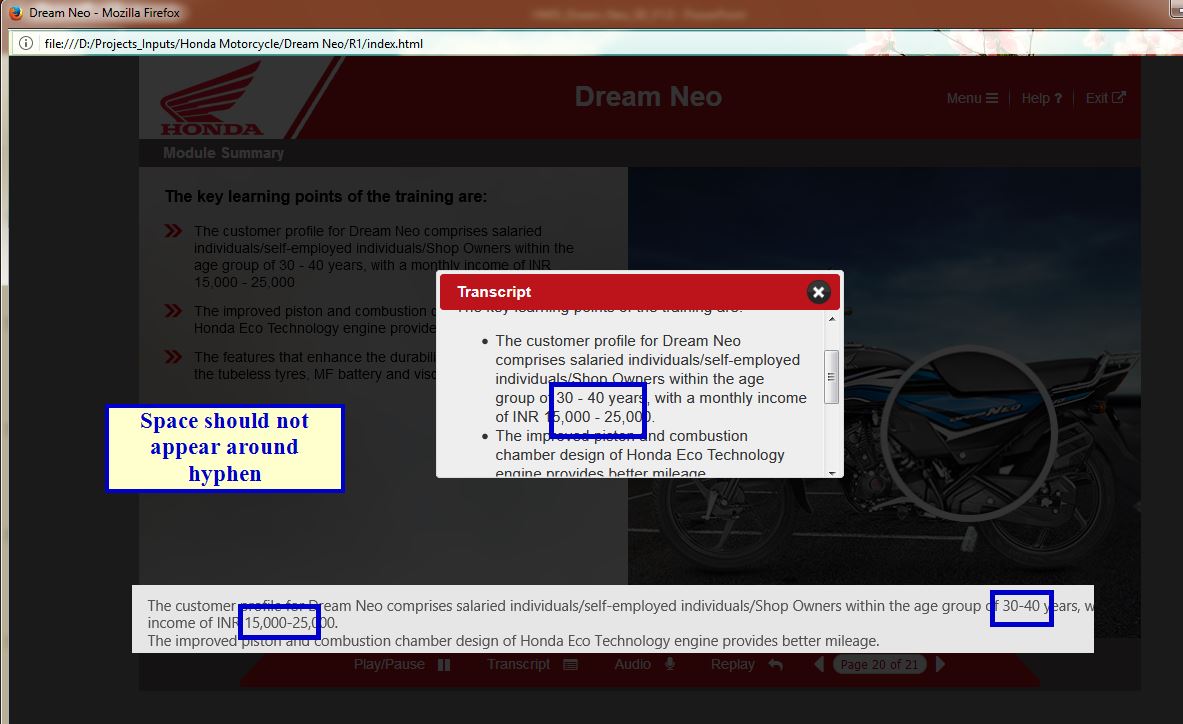 Dream Neo - Mozilla Firefox
file:///D:/Projects_Inputs/Honda Motorcycle/Dream Neo/R1/index.html
HONDA
Dream Neo
Menu
Help ?
Exit
Module Summary
The key learning points of the training are:
The customer profile for Dream Neo comprises salaried
individuals/self-employed individuals/Shop Owners within the
age group of 30 - 40 years, with a monthly income of INR
15,000 - 25,000
The improved piston and combustion c
Honda Eco Technology engine provide
The features that enhance the durabili
the tubeless tyres, MF battery and visc
Transcript
The key learning points of the training are:
The customer profile for Dream Neo
comprises salaried individuals/self-employed
individuals/Shop Owners within the age
group of 30 - 40 years, with a monthly income
of INR 15,000 - 25,000.
The improved piston and combustion
chamber design of Honda Eco Technology
engine provides better mileage.
Space should not
appear around
hyphen
The customer profile for Dream Neo comprises salaried individuals/self-employed individuals/Shop Owners within the age group of 30-40 years, w
income of INR 15,000-25,000.
The improved piston and combustion chamber design of Honda Eco Technology engine provides better mileage.
Play/Pause
Transcript
Audio
Replay
Page 20 of 21